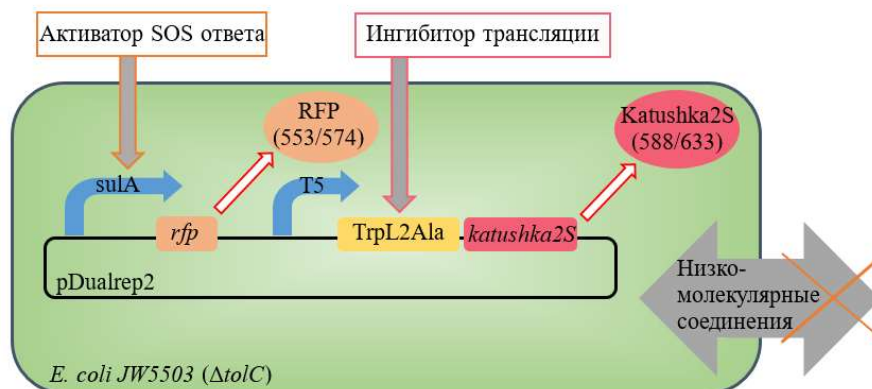 Активатор SOS ответа
Ингибитор трансляции
RFP
(553/574)
Katushka2S
(588/633)
sulA
T5
rfp
TrpL2Ala
katushka2S
pDualrep2
Низко-
молекулярные
соединения
E. coli JW5503 (ΔtolC)